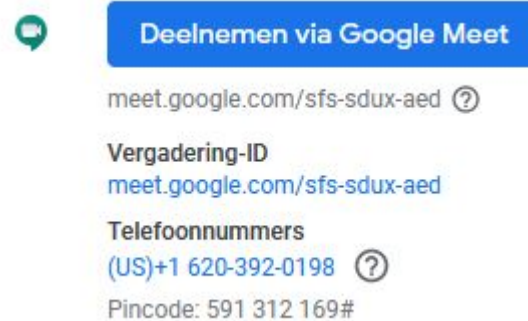 Deelnemen via Google Meet
meet.google.com/sfs-sdux-aed
Vergadering-ID
meet.google.com/sfs-sdux-aed
Telefoonnummers
(US)+1 620-392-0198
Pincode: 591 312 169#